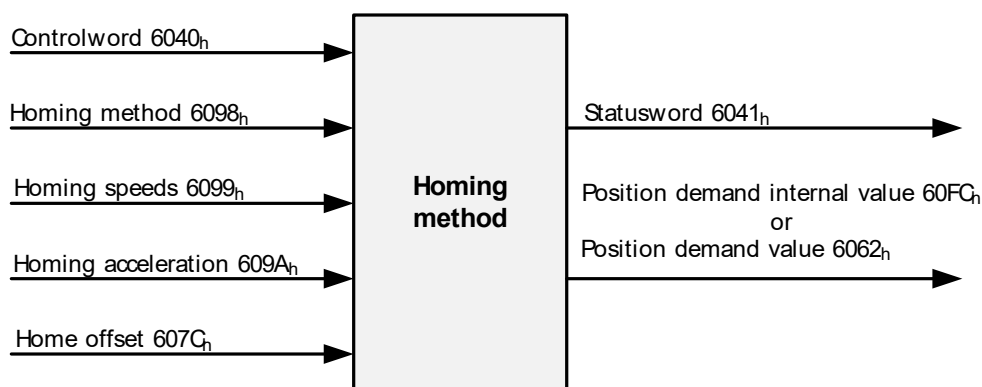 Controlword 6040h
Homing method 6098h
Homing speeds 6099h
Homing acceleration 609Ah
Home offset 607Ch
Homing
method
Statusword 6041h
Position demand internal value 60FCh
or
Position demand value 6062h